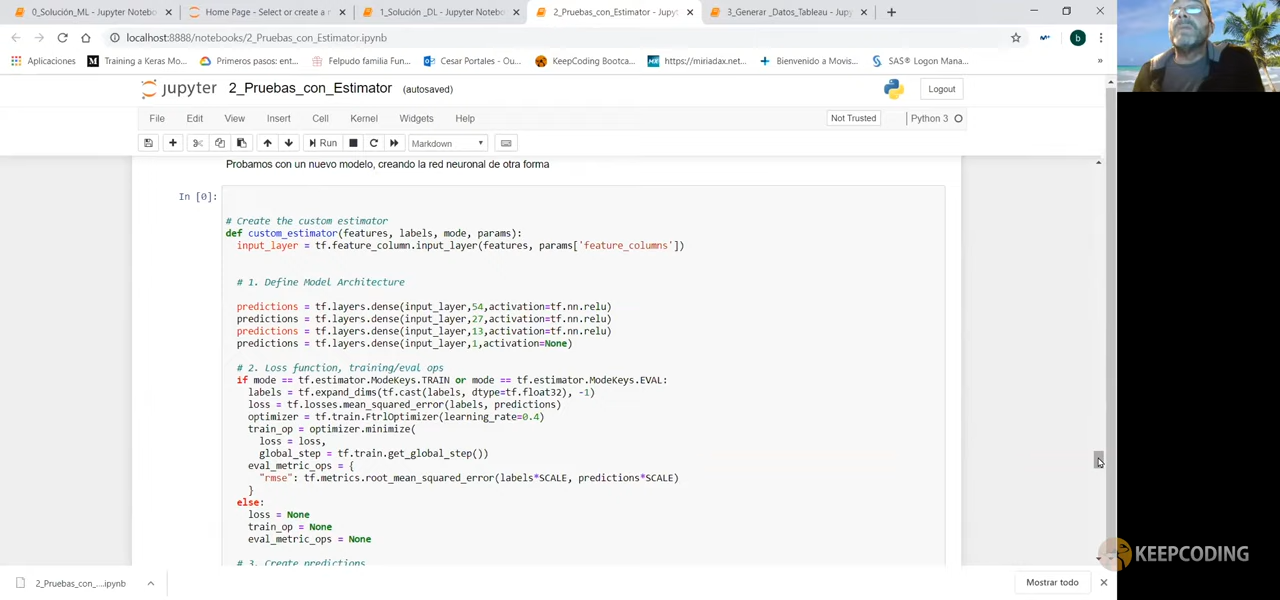 0_Solución_ML - Jupyter Notebo
Home Page - Select or create a n
1_Solución _DL - Jupyter Notebo
2_Pruebas_con_Estimator - Jupyt
3_Generar _Datos_Tableau - Jupy
localhost:8888/notebooks/2_Pruebas_con_Estimator.ipynb
Aplicaciones
Training a Keras Mo...
Primeros pasos: ent...
Felpudo familia Fun...
Cesar Portales - Ou...
KeepCoding Bootca...
https://miriadax.net...
Bienvenido a Movis...
SAS® Logon Mana...
»
jupyter 2_Pruebas_con_Estimator (autosaved)
Logout
File Edit View Insert Cell Kernel Widgets Help
Not Trusted
Python 3
Run
Markdown
Probamos con un nuevo modelo, creando la red neuronal de otra forma
In [0]:
# Create the custom estimator
def custom_estimator(features, labels, mode, params):
input_layer = tf.feature_column.input_layer(features, params['feature_columns'])
# 1. Define Model Architecture
predictions = tf.layers.dense(input_layer,54,activation=tf.nn.relu)
predictions = tf.layers.dense(input_layer,27,activation=tf.nn.relu)
predictions = tf.layers.dense(input_layer,13,activation=tf.nn.relu)
predictions = tf.layers.dense(input_layer,1,activation=None)
# 2. Loss function, training/eval ops
if mode == tf.estimator.ModeKeys.TRAIN or mode == tf.estimator.ModeKeys.EVAL:
labels = tf.expand_dims(tf.cast(labels, dtype=tf.float32), -1)
loss = tf.losses.mean_squared_error(labels, predictions)
optimizer = tf.train.FtrlOptimizer(learning_rate=0.4)
train_op = optimizer.minimize(
loss = loss,
global_step = tf.train.get_global_step())
eval_metric_ops = {
"rmse": tf.metrics.root_mean_squared_error(labels*SCALE, predictions*SCALE)
}
else:
loss = None
train_op = None
eval_metric_ops = None
# 3. Create predictions
KEEPCODING
2_Pruebas_con_....ipynb
Mostrar todo